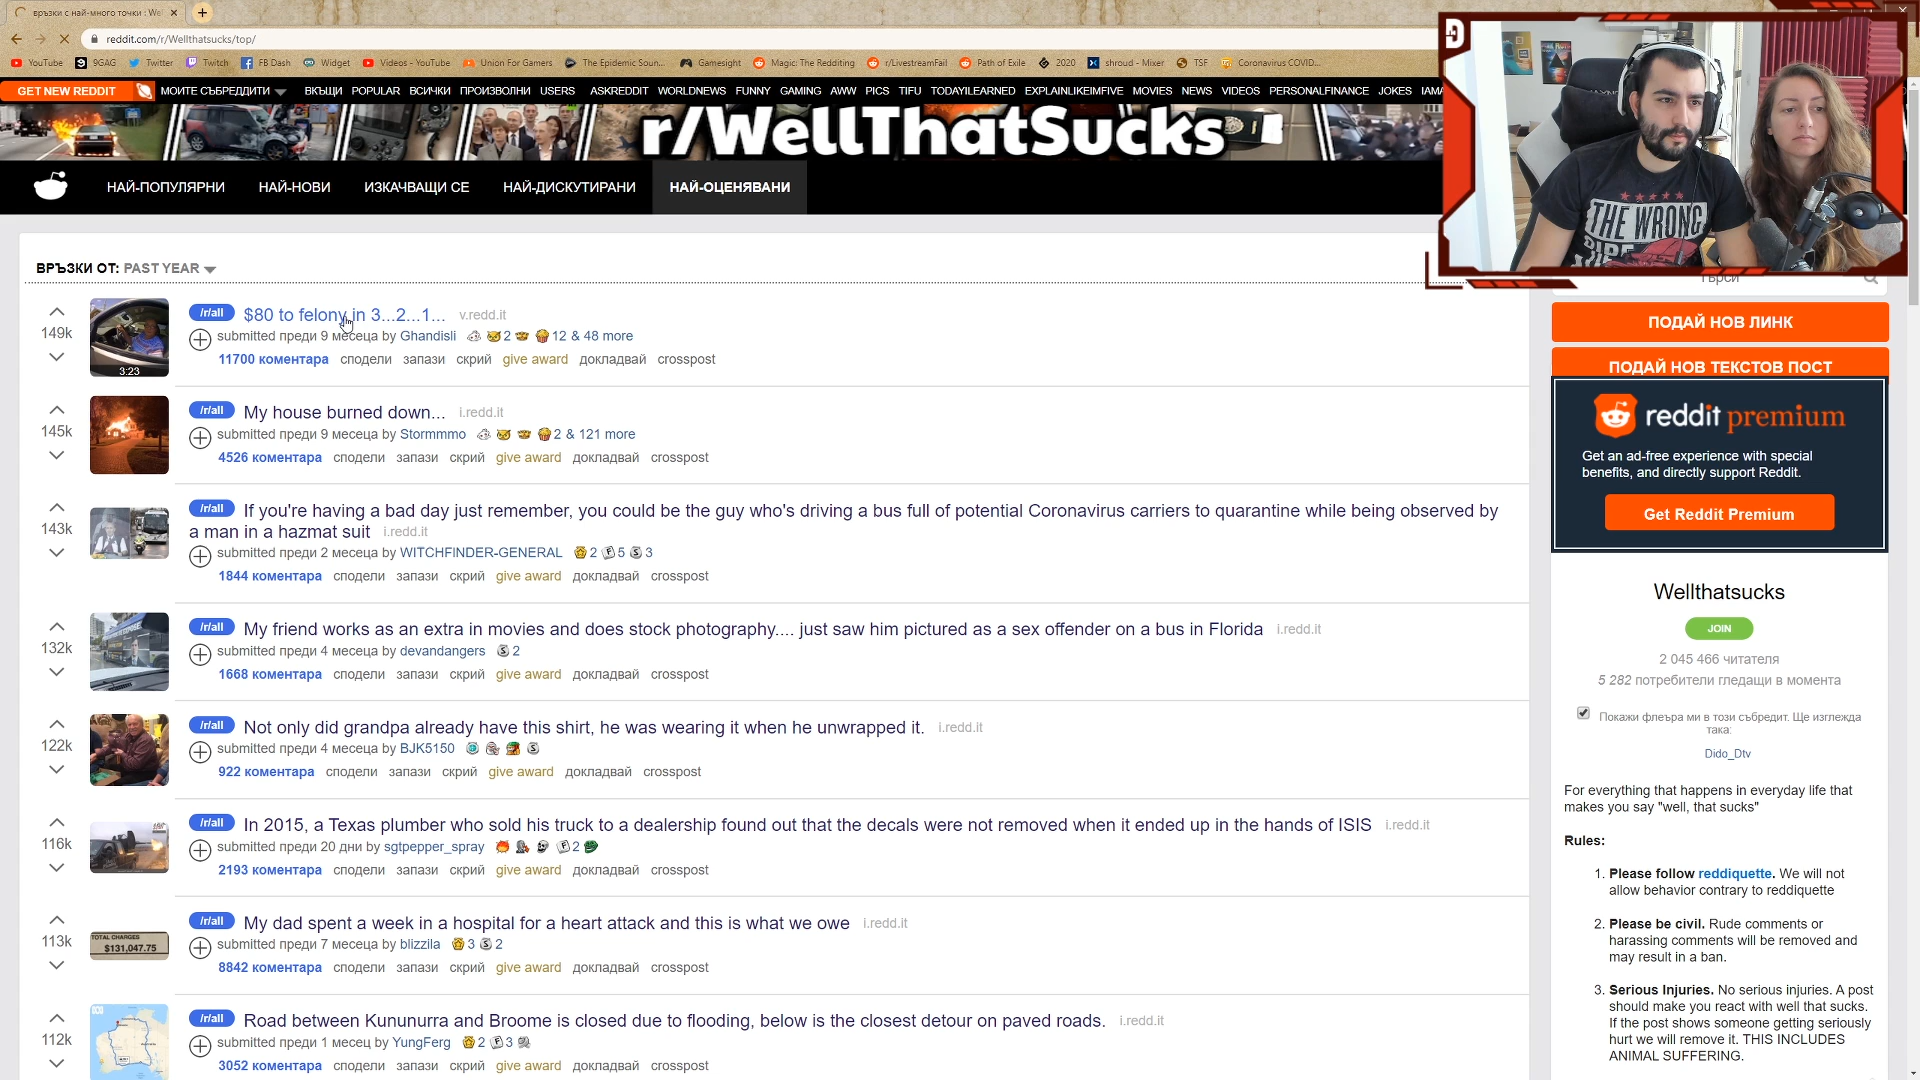 връзки с най-много точки : We
reddit.com/r/Wellthatsucks/top/
YouTube 9GAG Twitter Twitch FB Dash Widget Videos - YouTube Union For Gamers The Epidemic Soun... Gamesight Magic: The Redditing r/LivestreamFail Path of Exile 2020 shroud - Mixer TSF Coronavirus COVID...
GET NEW REDDIT МОИТЕ СЪБРЕДДИТИ ВКЪЩИ POPULAR ВСИЧКИ ПРОИЗВОЛНИ USERS ASKREDDIT WORLDNEWS FUNNY GAMING AWW PICS TIFU TODAYILEARNED EXPLAINLIKEIMFIVE MOVIES NEWS VIDEOS PERSONALFINANCE JOKES IAMA
r/WellThatSucks
НАЙ-ПОПУЛЯРНИ НАЙ-НОВИ ИЗКАЧВАЩИ СЕ НАЙ-ДИСКУТИРАНИ НАЙ-ОЦЕНЯВАНИ
THE WRONG
ВРЪЗКИ ОТ: PAST YEAR
149k
3:23
/r/all $80 to felony in 3...2...1... v.redd.it
submitted преди 9 месеца by Ghandisli 2 12 & 48 more
11700 коментара сподели запази скрий give award докладвай crosspost
145k
/r/all My house burned down... i.redd.it
submitted преди 9 месеца by Stormmmo 2 & 121 more
4526 коментара сподели запази скрий give award докладвай crosspost
143k
/r/all If you're having a bad day just remember, you could be the guy who's driving a bus full of potential Coronavirus carriers to quarantine while being observed by
a man in a hazmat suit i.redd.it
submitted преди 2 месеца by WITCHFINDER-GENERAL 2 5 3
1844 коментара сподели запази скрий give award докладвай crosspost
132k
/r/all My friend works as an extra in movies and does stock photography.... just saw him pictured as a sex offender on a bus in Florida i.redd.it
submitted преди 4 месеца by devandangers 2
1668 коментара сподели запази скрий give award докладвай crosspost
122k
/r/all Not only did grandpa already have this shirt, he was wearing it when he unwrapped it. i.redd.it
submitted преди 4 месеца by BJK5150
922 коментара сподели запази скрий give award докладвай crosspost
116k
/r/all In 2015, a Texas plumber who sold his truck to a dealership found out that the decals were not removed when it ended up in the hands of ISIS i.redd.it
submitted преди 20 дни by sgtpepper_spray 2
2193 коментара сподели запази скрий give award докладвай crosspost
113k
TOTAL CHARGES
$131,047.75
/r/all My dad spent a week in a hospital for a heart attack and this is what we owe i.redd.it
submitted преди 7 месеца by blizzila 3 2
8842 коментара сподели запази скрий give award докладвай crosspost
112k
/r/all Road between Kununurra and Broome is closed due to flooding, below is the closest detour on paved roads. i.redd.it
submitted преди 1 месец by YungFerg 2 3
3052 коментара сподели запази скрий give award докладвай crosspost
търси
ПОДАЙ НОВ ЛИНК
ПОДАЙ НОВ ТЕКСТОВ ПОСТ
reddit premium
Get an ad-free experience with special
benefits, and directly support Reddit.
Get Reddit Premium
Wellthatsucks
JOIN
2 045 466 читателя
5 282 потребители гледащи в момента
Покажи флеъра ми в този събредит. Ще изглежда
така:
Dido_Dtv
For everything that happens in everyday life that
makes you say "well, that sucks"
Rules:
1. Please follow reddiquette. We will not
allow behavior contrary to reddiquette
2. Please be civil. Rude comments or
harassing comments will be removed and
may result in a ban.
3. Serious Injuries. No serious injuries. A post
should make you react with well that sucks.
If the post shows someone getting seriously
hurt we will remove it. THIS INCLUDES
ANIMAL SUFFERING.